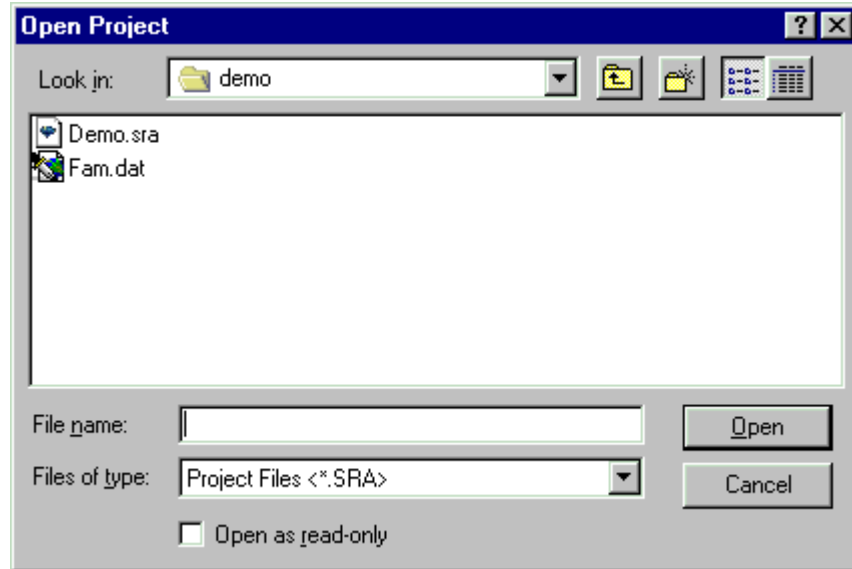 Open Project
Look in: demo
Demo.sra
Fam.dat
File name: Open
Files of type: Project Files <*.SRA> Cancel
Open as read-only